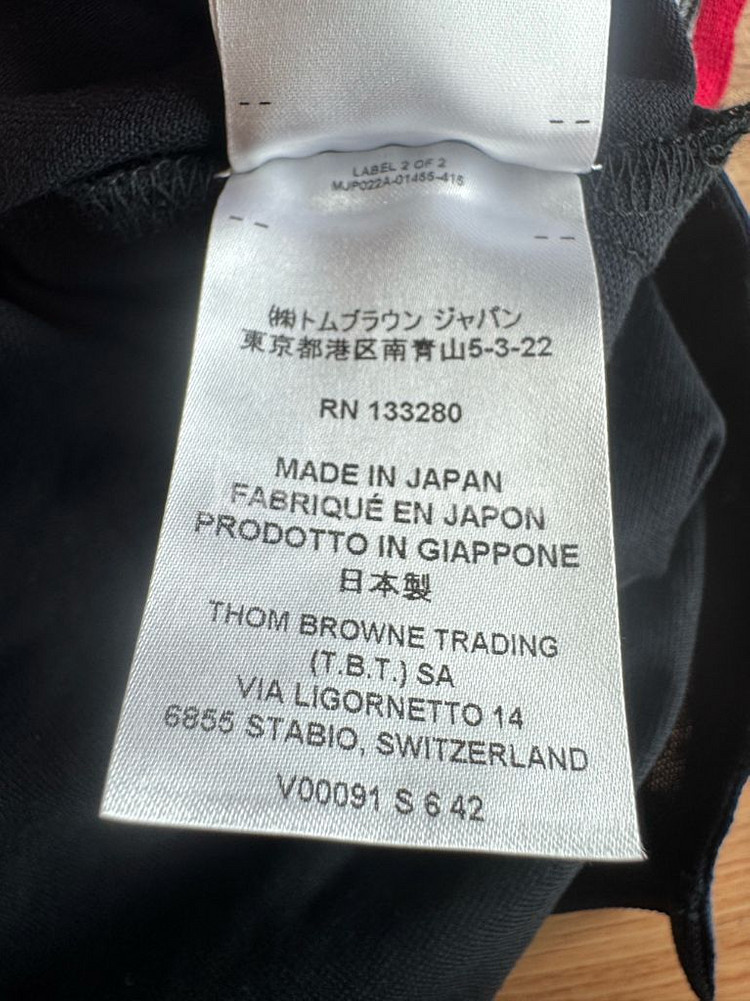 LABEL 2 OF 2
MJP022A-01455-415
㈱トムブラウン ジャパン
東京都港区南青山5-3-22
RN 133280
MADE IN JAPAN
FABRIQUÉ EN JAPON
PRODOTTO IN GIAPPONE
日本製
THOM BROWNE TRADING
(T.B.T.) SA
VIA LIGORNETTO 14
6855 STABIO, SWITZERLAND
V00091 S 6 42